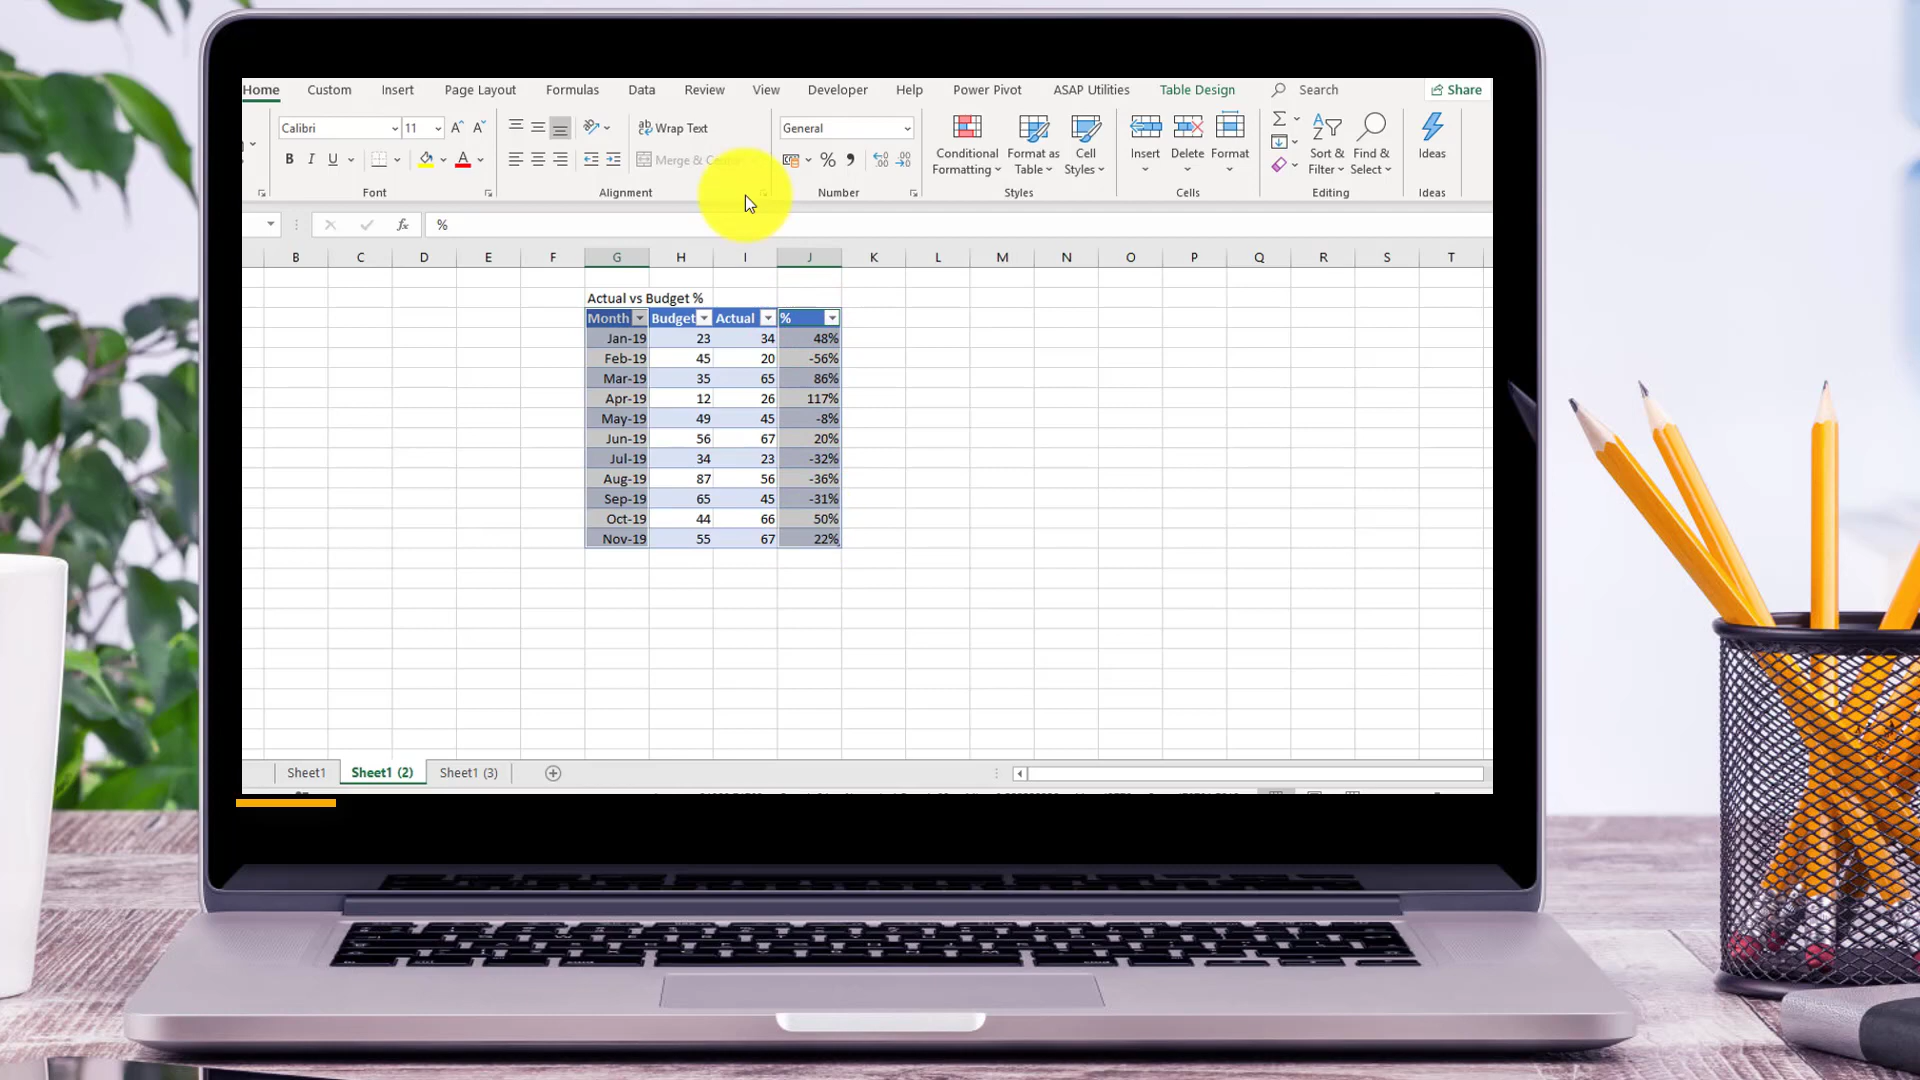 Home Custom Insert Page Layout Formulas Data Review View Developer Help Power Pivot ASAP Utilities Table Design Search Share
Calibri 11 Wrap Text General Conditional Formatting Format as Table Cell Styles Insert Delete Format Sort & Filter Find & Select Ideas
B I U Merge & Center %
Font Alignment Number Styles Cells Editing Ideas
fx %
B C D E F G H I J K L M N O P Q R S T
Actual vs Budget %
Month Budget Actual %
Jan-19 23 34 48%
Feb-19 45 20 -56%
Mar-19 35 65 86%
Apr-19 12 26 117%
May-19 49 45 -8%
Jun-19 56 67 20%
Jul-19 34 23 -32%
Aug-19 87 56 -36%
Sep-19 65 45 -31%
Oct-19 44 66 50%
Nov-19 55 67 22%
Sheet1 Sheet1 (2) Sheet1 (3)